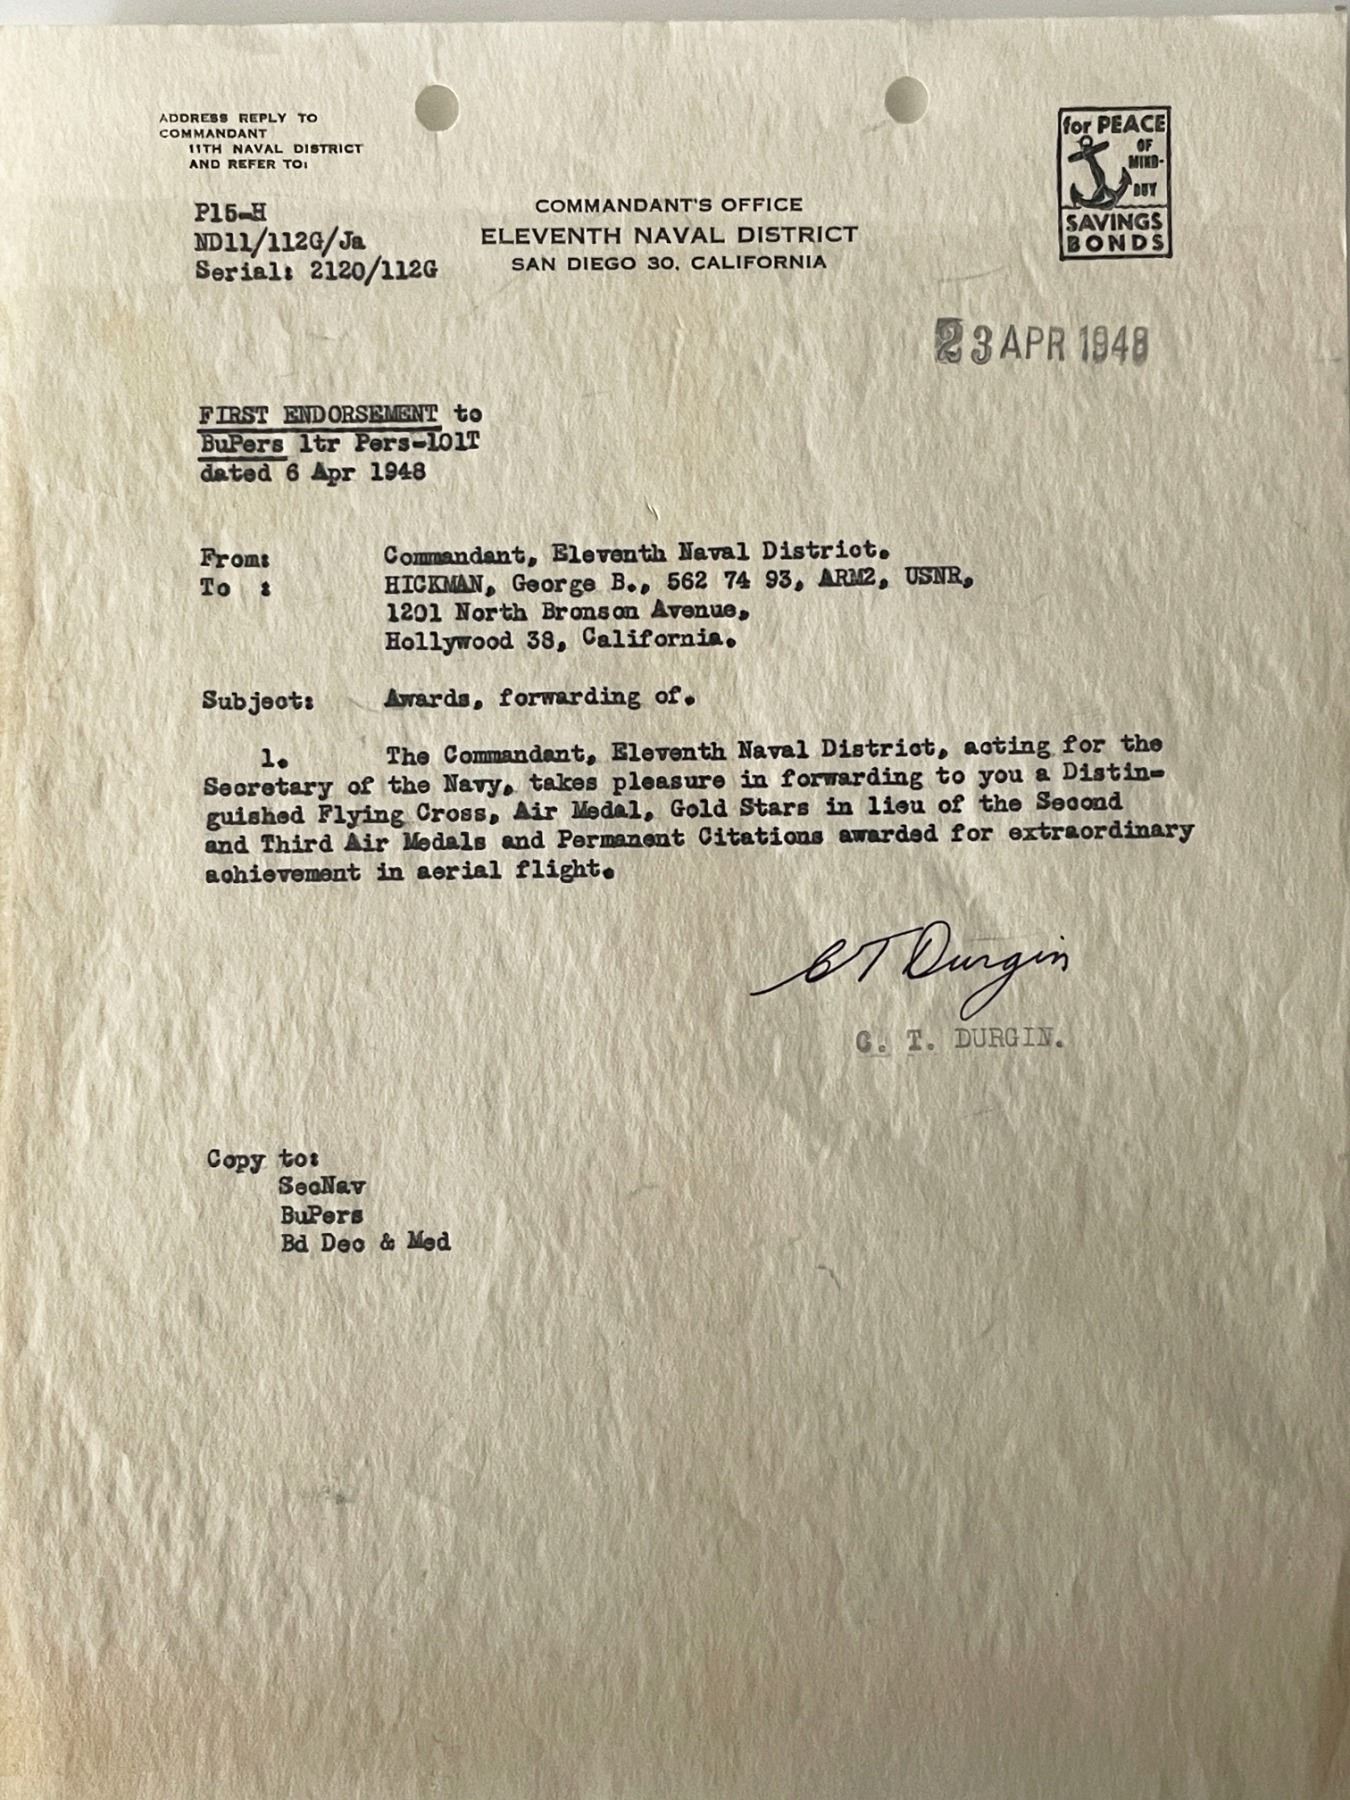 ADDRESS REPLY TO
COMMANDANT
11TH NAVAL DISTRICT
AND REFER TO:
for PEACE
OF
MIND-
BUY
SAVINGS
BONDS
P15-H
ND11/112G/Ja
Serial: 2120/112G
COMMANDANT'S OFFICE
ELEVENTH NAVAL DISTRICT
SAN DIEGO 30, CALIFORNIA
23 APR 1948
FIRST ENDORSEMENT to
BuPers ltr Pers-101T
dated 6 Apr 1948
From: Commandant, Eleventh Naval District.
To : HICKMAN, George B., 562 74 93, ARM2, USNR,
1201 North Bronson Avenue,
Hollywood 38, California.
Subject: Awards, forwarding of.
1. The Commandant, Eleventh Naval District, acting for the
Secretary of the Navy, takes pleasure in forwarding to you a Distin-
guished Flying Cross, Air Medal, Gold Stars in lieu of the Second
and Third Air Medals and Permanent Citations awarded for extraordinary
achievement in aerial flight.
CT Durgin
C. T. DURGIN.
Copy to:
SecNav
BuPers
Bd Dec & Med